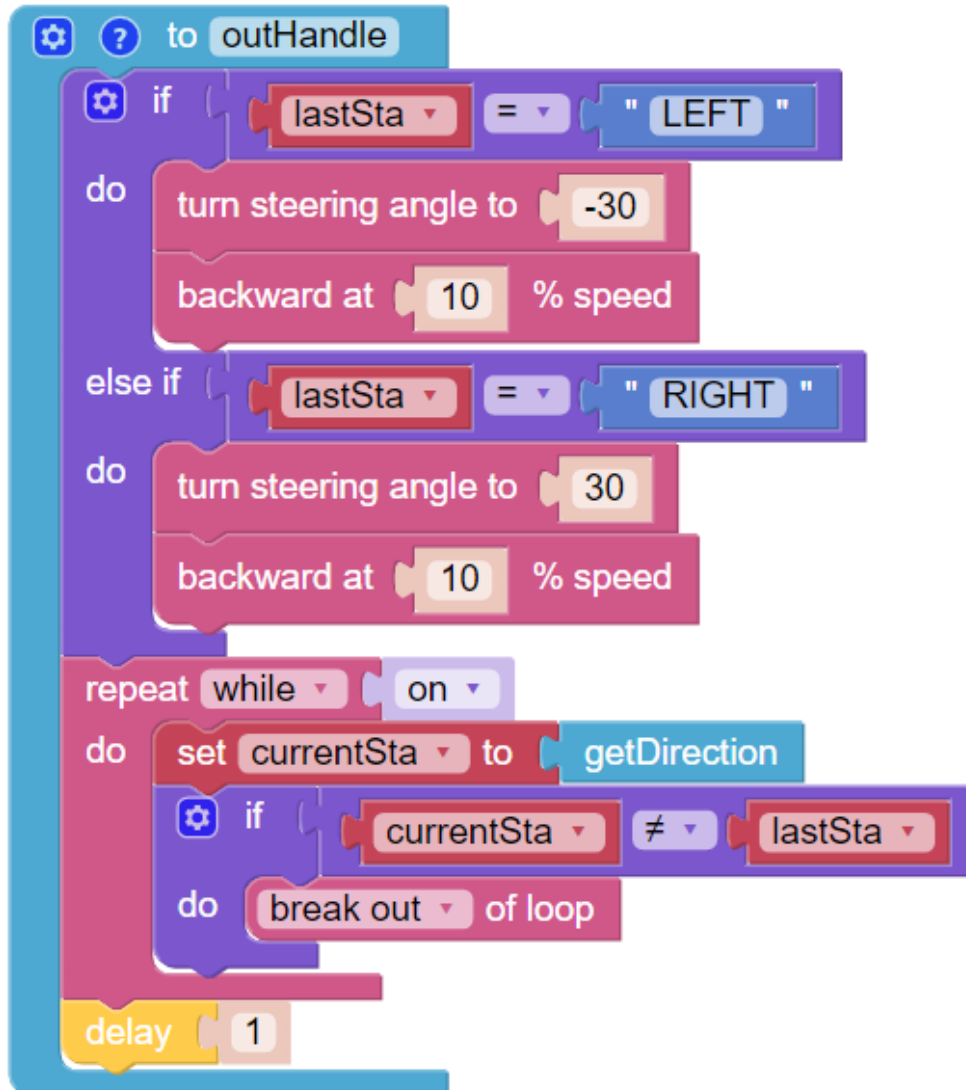 ? to outHandle
if lastSta = " LEFT "
do turn steering angle to -30
backward at 10 % speed
else if lastSta = " RIGHT "
do turn steering angle to 30
backward at 10 % speed
repeat while on
do set currentSta to getDirection
if currentSta ≠ lastSta
do break out of loop
delay 1